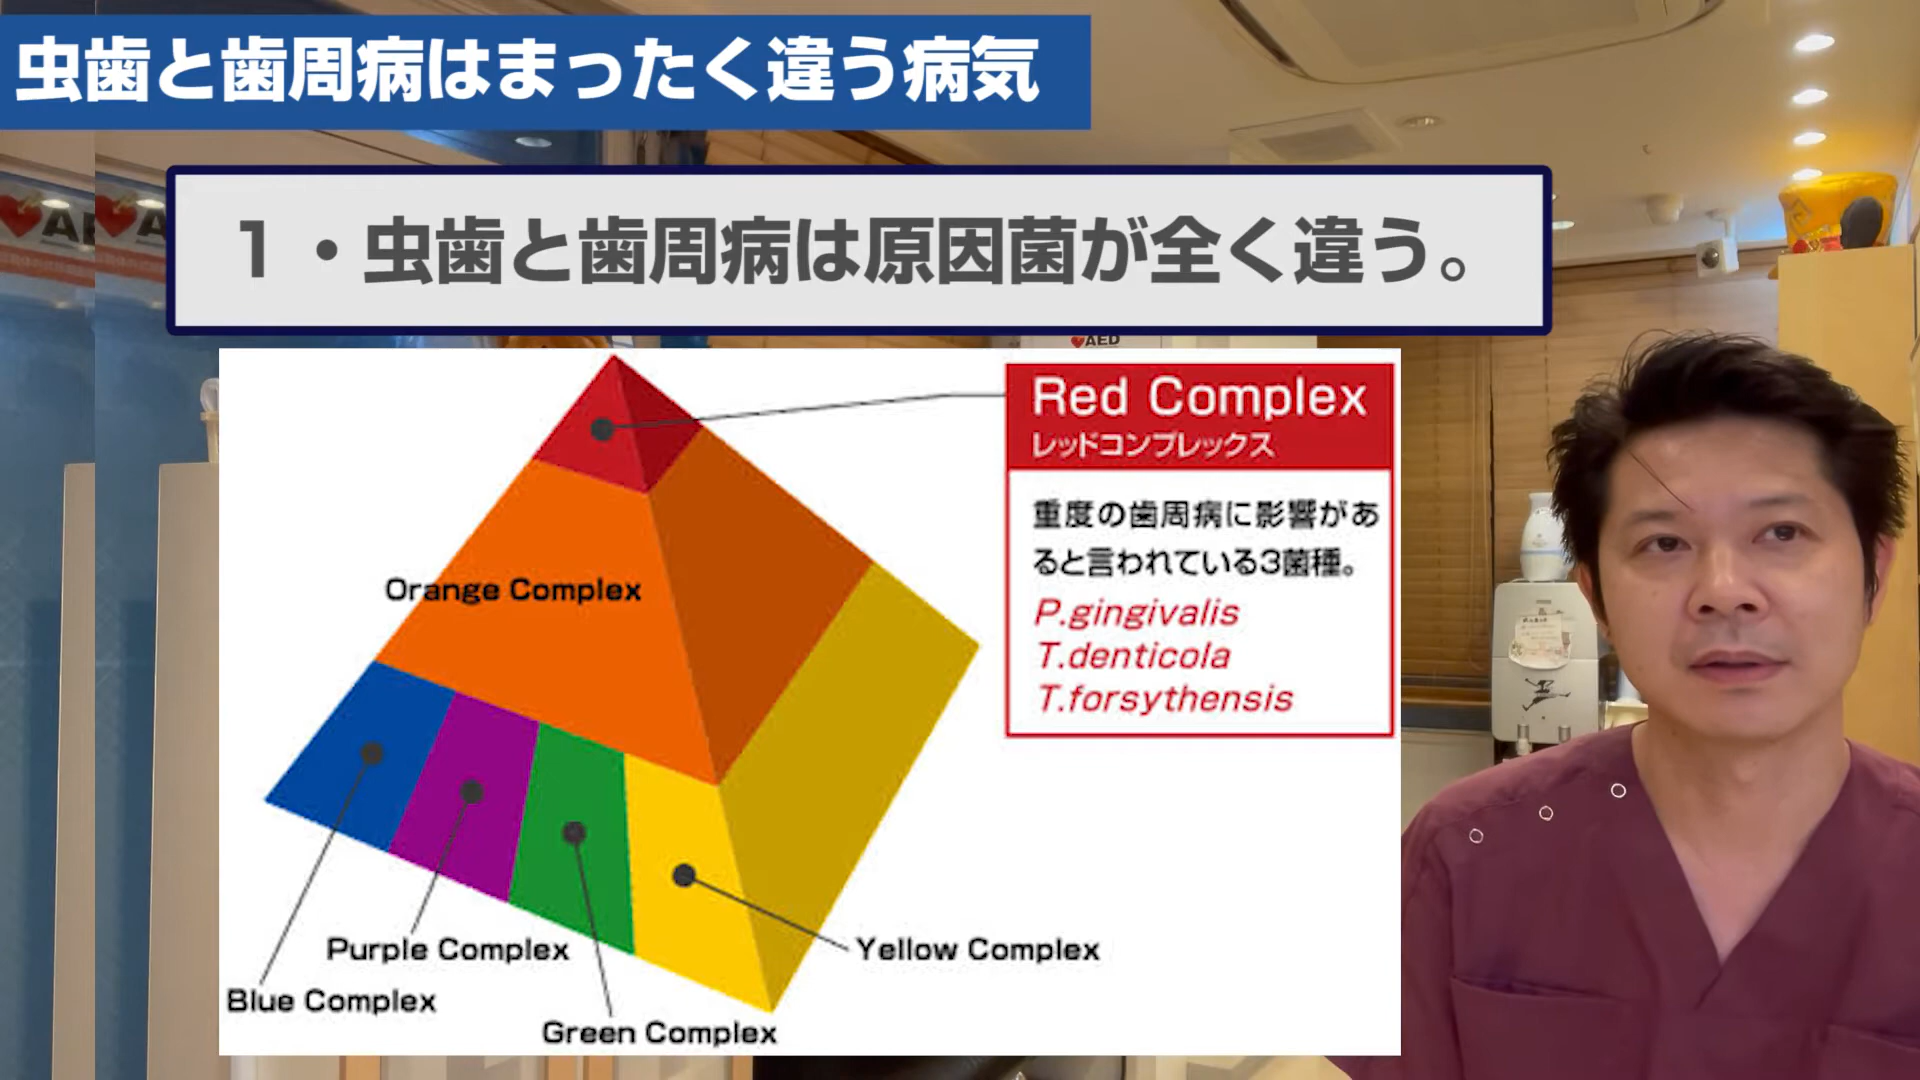 虫歯と歯周病はまったく違う病気
1・虫歯と歯周病は原因菌が全く違う。
AED
Red Complex
レッドコンプレックス
重度の歯周病に影響があ
ると言われている3菌種。
P.gingivalis
T.denticola
T.forsythensis
Orange Complex
Purple Complex
Yellow Complex
Blue Complex
Green Complex